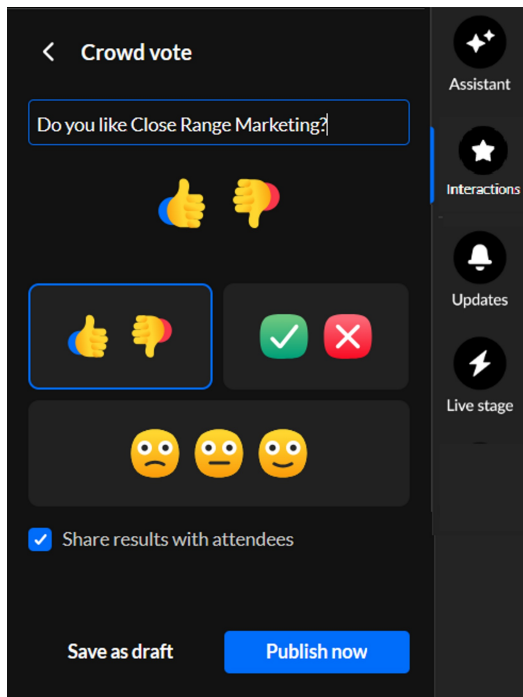 Crowd vote
Do you like Close Range Marketing?
Share results with attendees
Save as draft
Publish now
Assistant
Interactions
Updates
Live stage